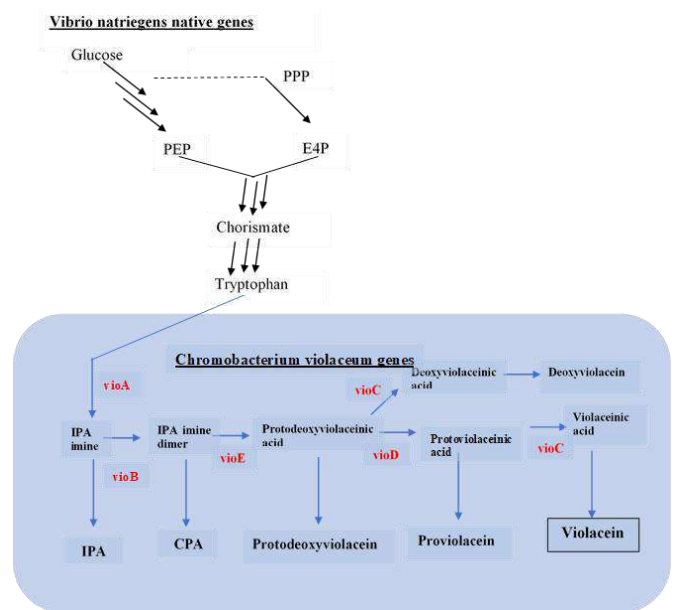 Vibrio natriegens native genes
Glucose
PPP
PEP
E4P
Chorismate
Tryptophan
Chromobacterium violaceum genes
vioA
vioC
Deoxyviolaceinic
acid
Deoxyviolacein
IPA
imine
vioB
IPA imine
dimer
vioE
Protodeoxyviolaceinic
acid
vioD
Protoviolaceinic
acid
vioC
Violaceinic
acid
IPA
CPA
Protodeoxyviolacein
Proviolacein
Violacein